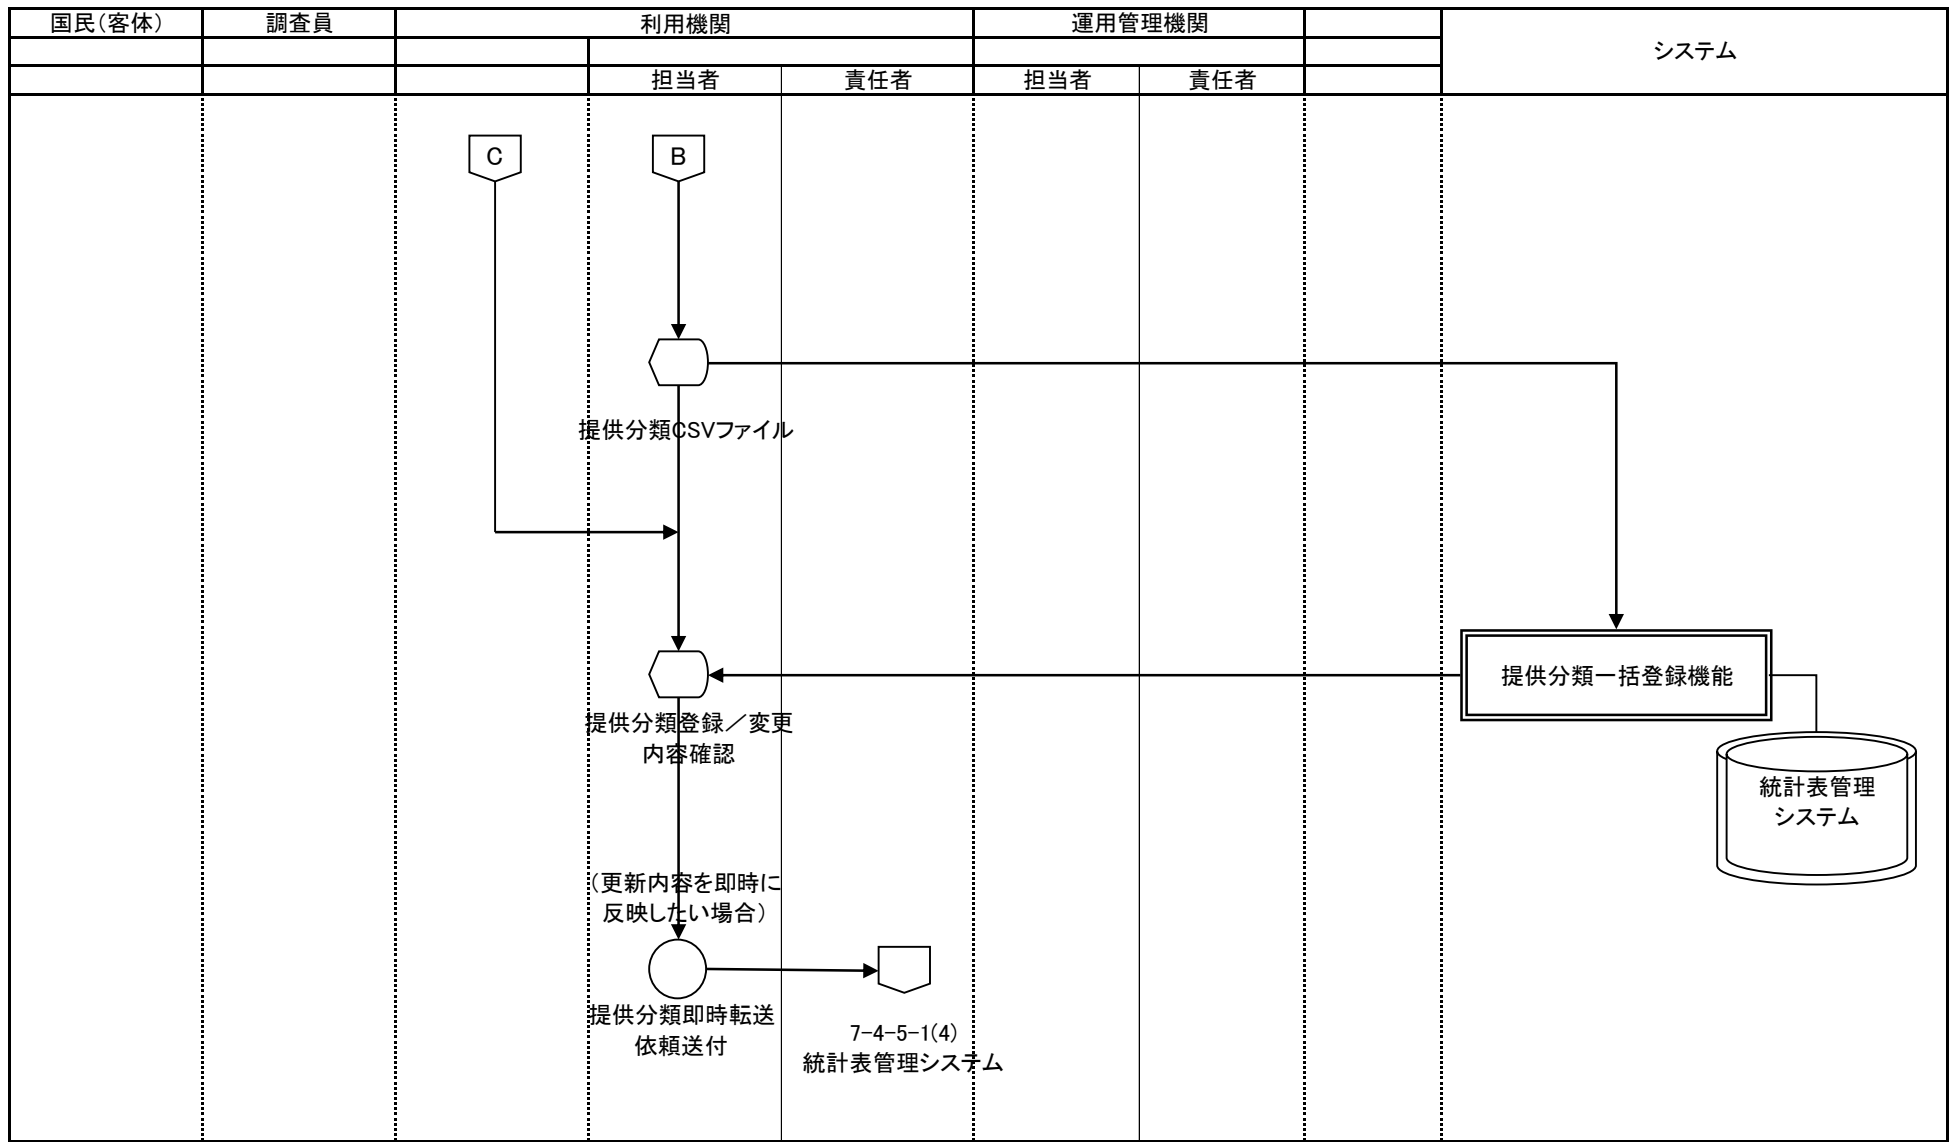 国民（客体）
調査員
利用機関
運用管理機関
システム
担当者
責任者
担当者
責任者
C
B
提供分類CSVファイル
提供分類一括登録機能
提供分類登録／変更
内容確認
統計表管理
システム
（更新内容を即時に
反映したい場合）
提供分類即時転送
依頼送付
7-4-5-1(4)
統計表管理システム